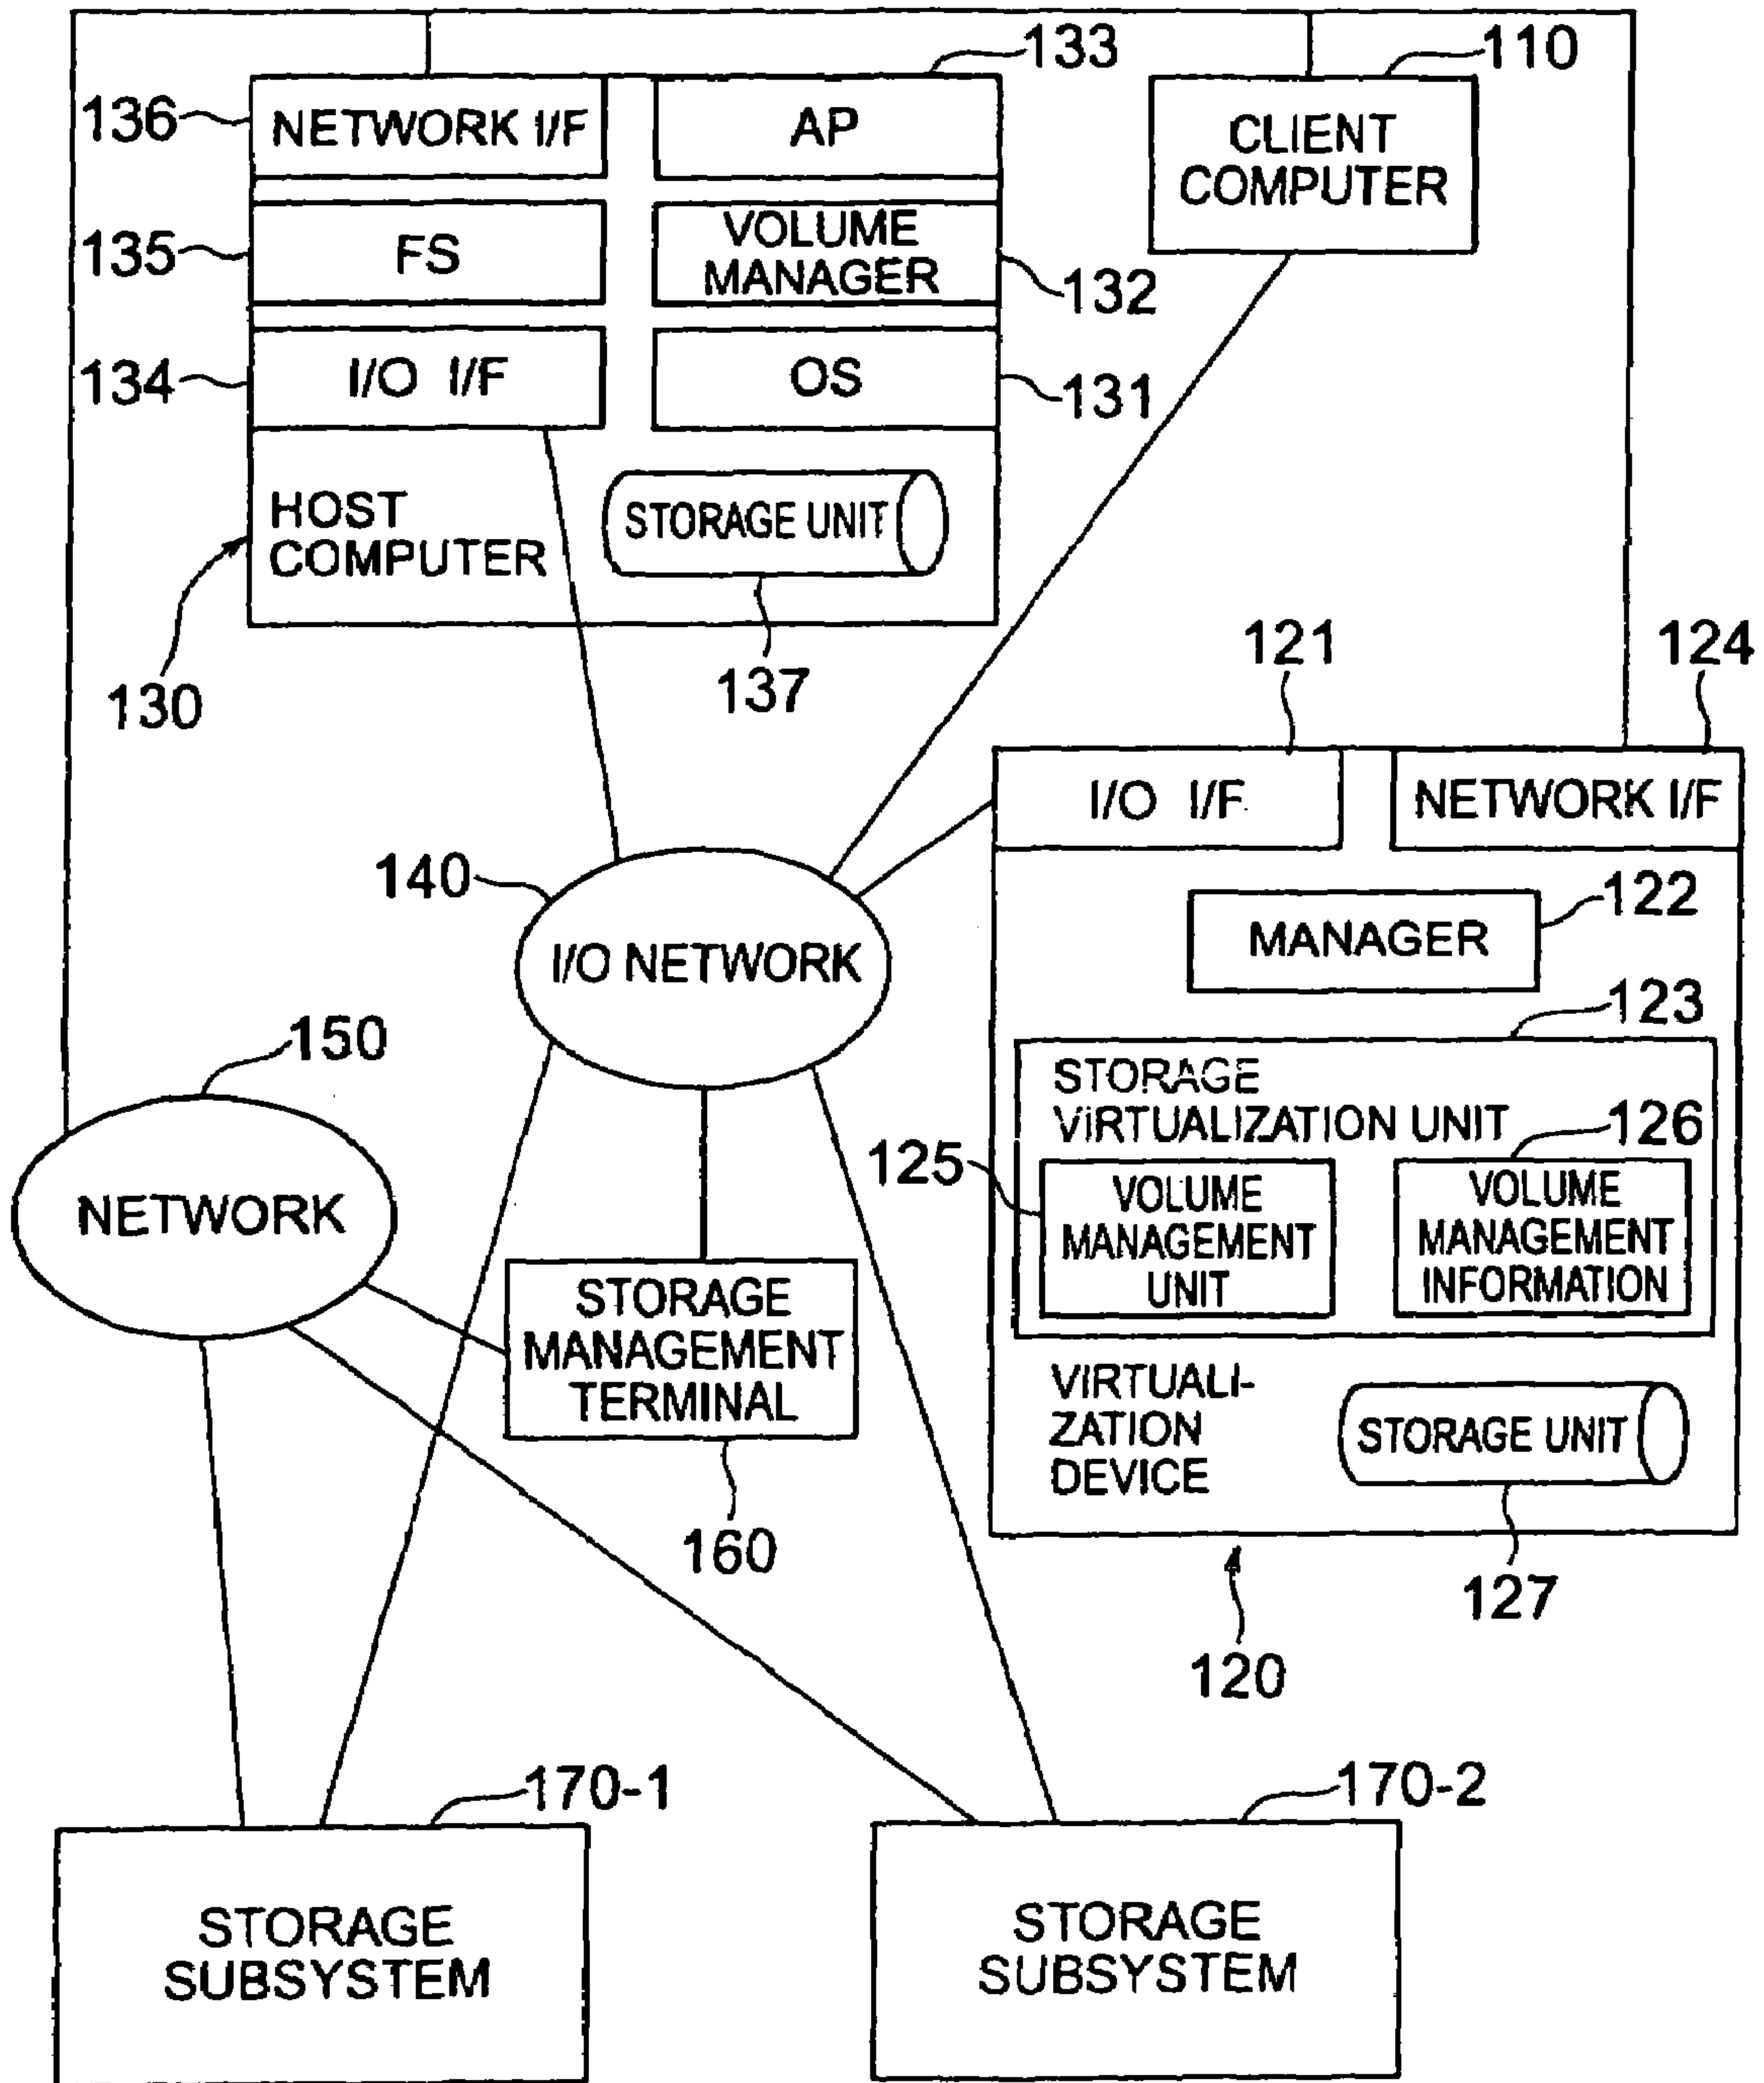 133
110
136
NETWORK I/F
AP
CLIENT
COMPUTER
135
FS
VOLUME
MANAGER
132
134
I/O I/F
OS
131
HOST
COMPUTER
STORAGE UNIT
130
137
121
124
I/O I/F
NETWORK I/F
140
122
MANAGER
I/O NETWORK
123
150
STORAGE
VIRTUALIZATION UNIT
126
125
VOLUME
MANAGEMENT
UNIT
VOLUME
MANAGEMENT
INFORMATION
NETWORK
STORAGE
MANAGEMENT
TERMINAL
VIRTUALI-
ZATION
DEVICE
STORAGE UNIT
160
127
120
170-1
170-2
STORAGE
SUBSYSTEM
STORAGE
SUBSYSTEM